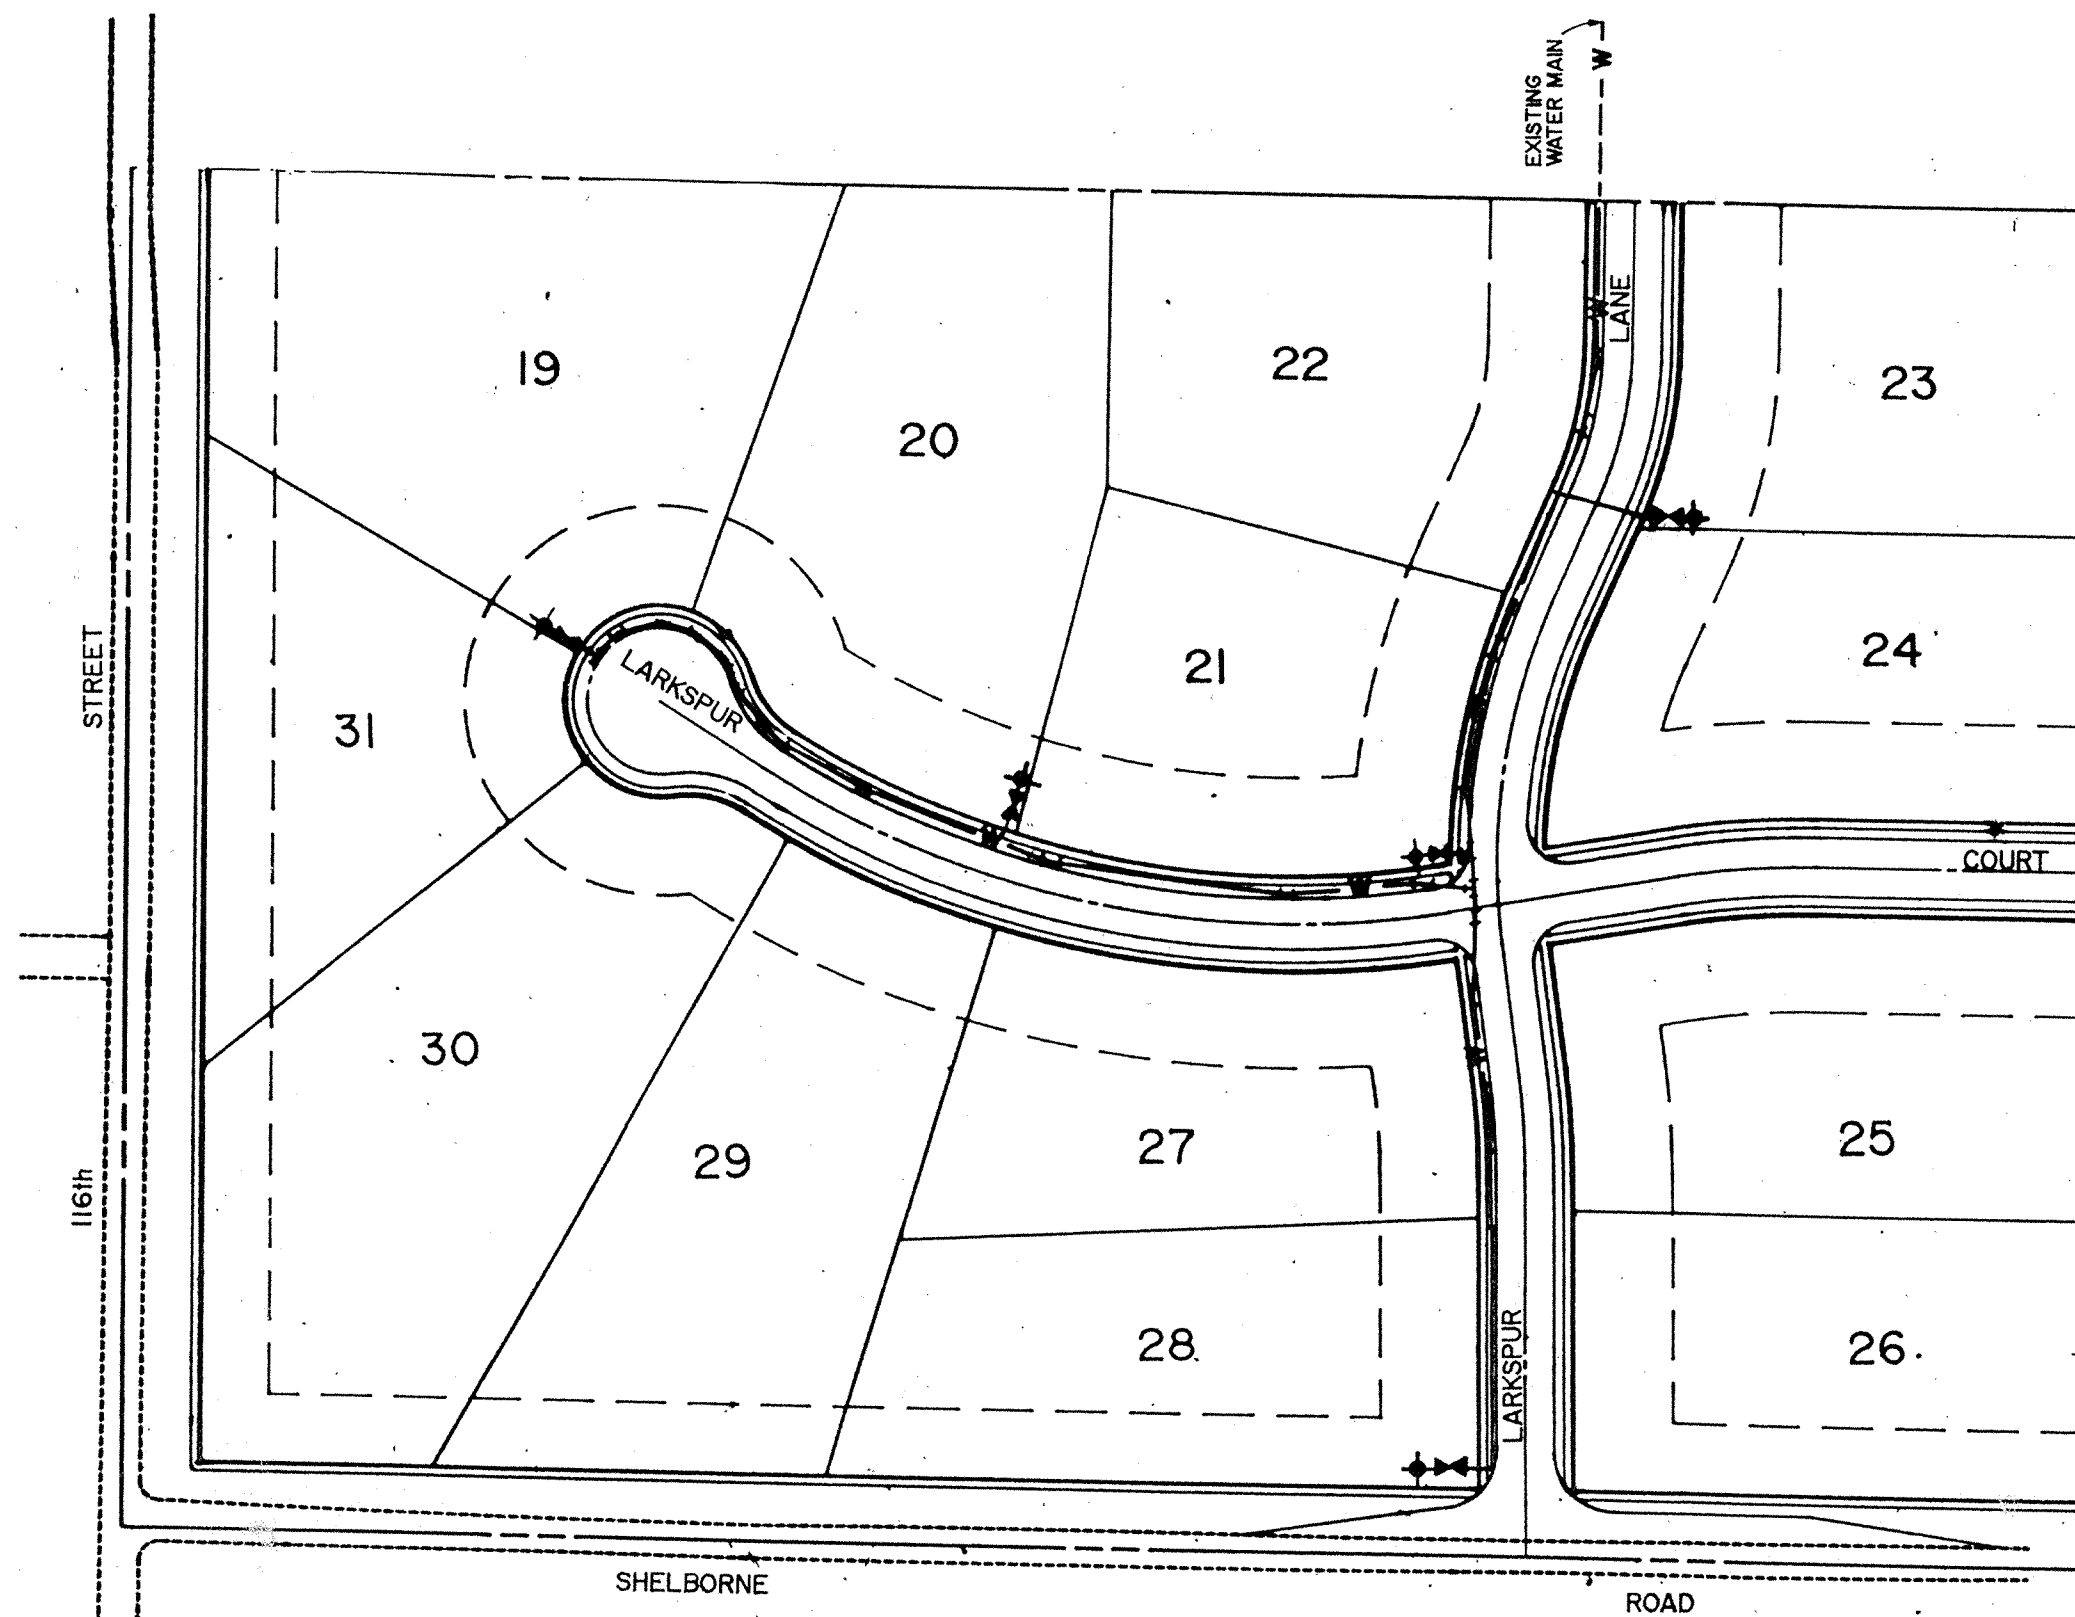 EXISTING
WATER MAIN
W
W
LANE
19
20
22
23
21
24
STREET
31
LARKSPUR
W
W
COURT
30
29
27
25
116th
28
LARKSPUR
26
SHELBORNE
ROAD